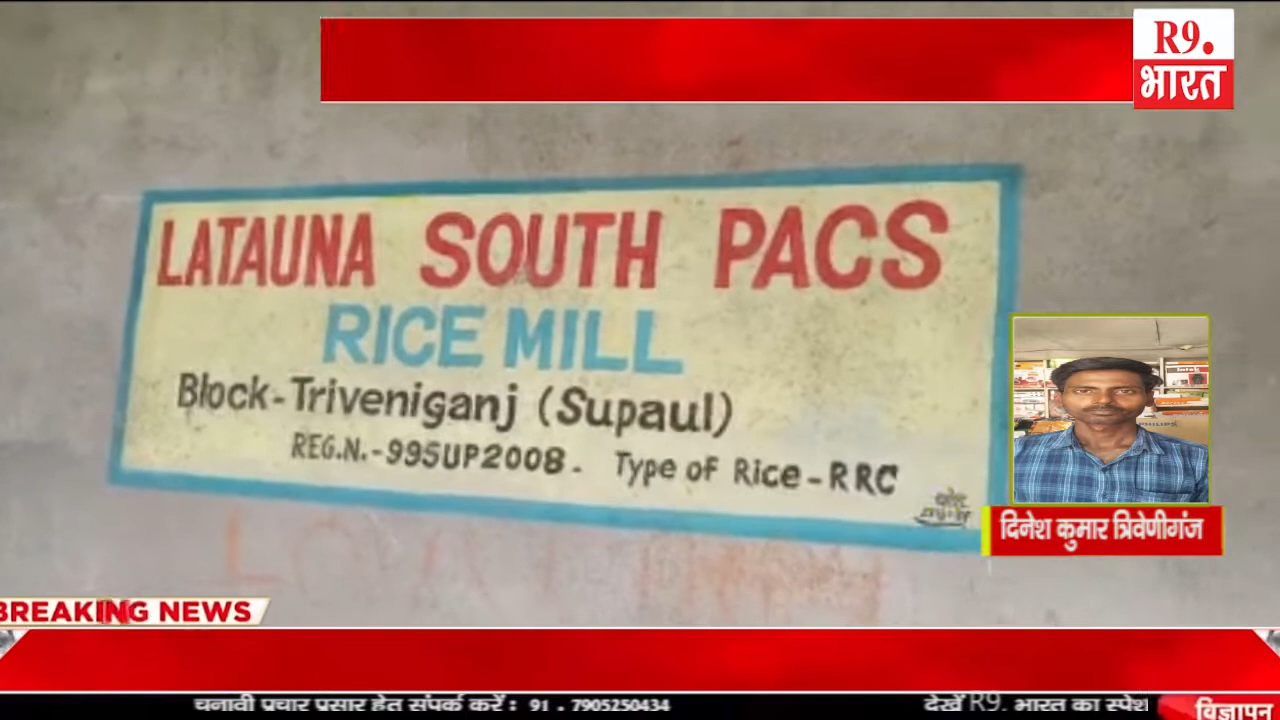 R9.
भारत
LATAUNA SOUTH PACS
RICE MILL
Block-Triveniganj (Supaul)
REG.N.-99SUP2008. Type of Rice-RRC
दिनेश कुमार त्रिवेणीगंज
BREAKING NEWS
चुनावी प्रचार प्रसार हेतु संपर्क करें : 91 . 7905250434
देखें R9. भारत का स्पेश
विज्ञापन